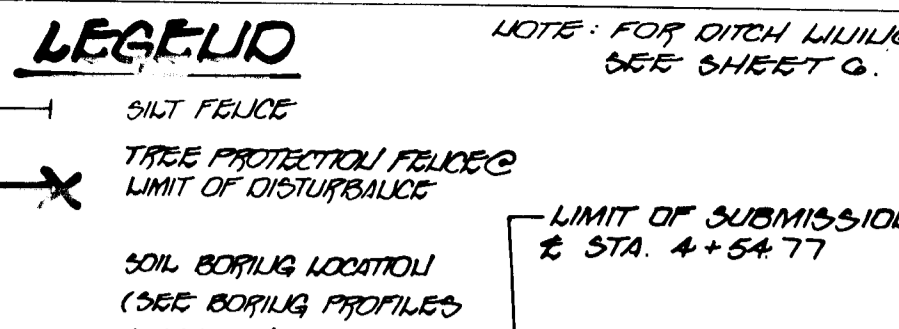 LEGEND
NOTE: FOR DITCH LINING
SEE SHEET 6.
SILT FENCE
TREE PROTECTION FENCE @
LIMIT OF DISTURBANCE
LIMIT OF SUBMISSION
℄ STA. 4+54.77
SOIL BORING LOCATION
(SEE BORING PROFILES